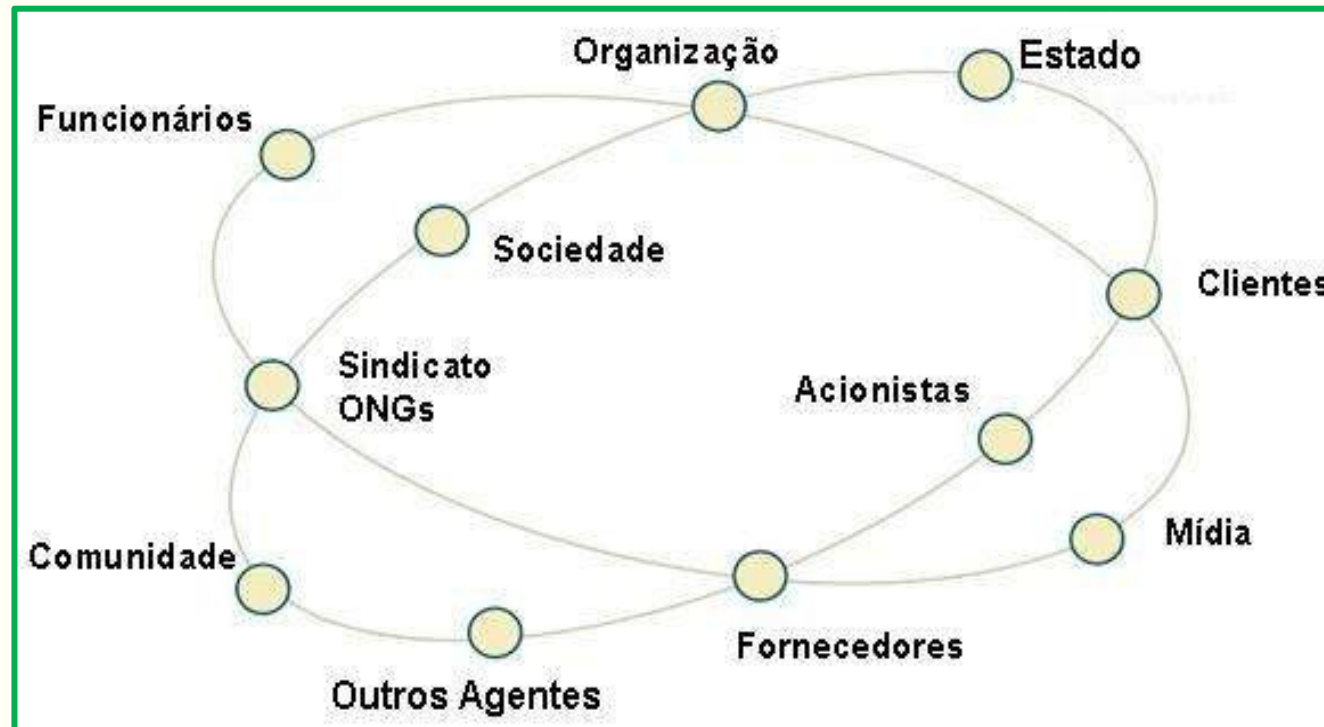 Organização
Estado
Funcionários
Sociedade
Clientes
Sindicato
ONGs
Acionistas
Mídia
Comunidade
Fornecedores
Outros Agentes